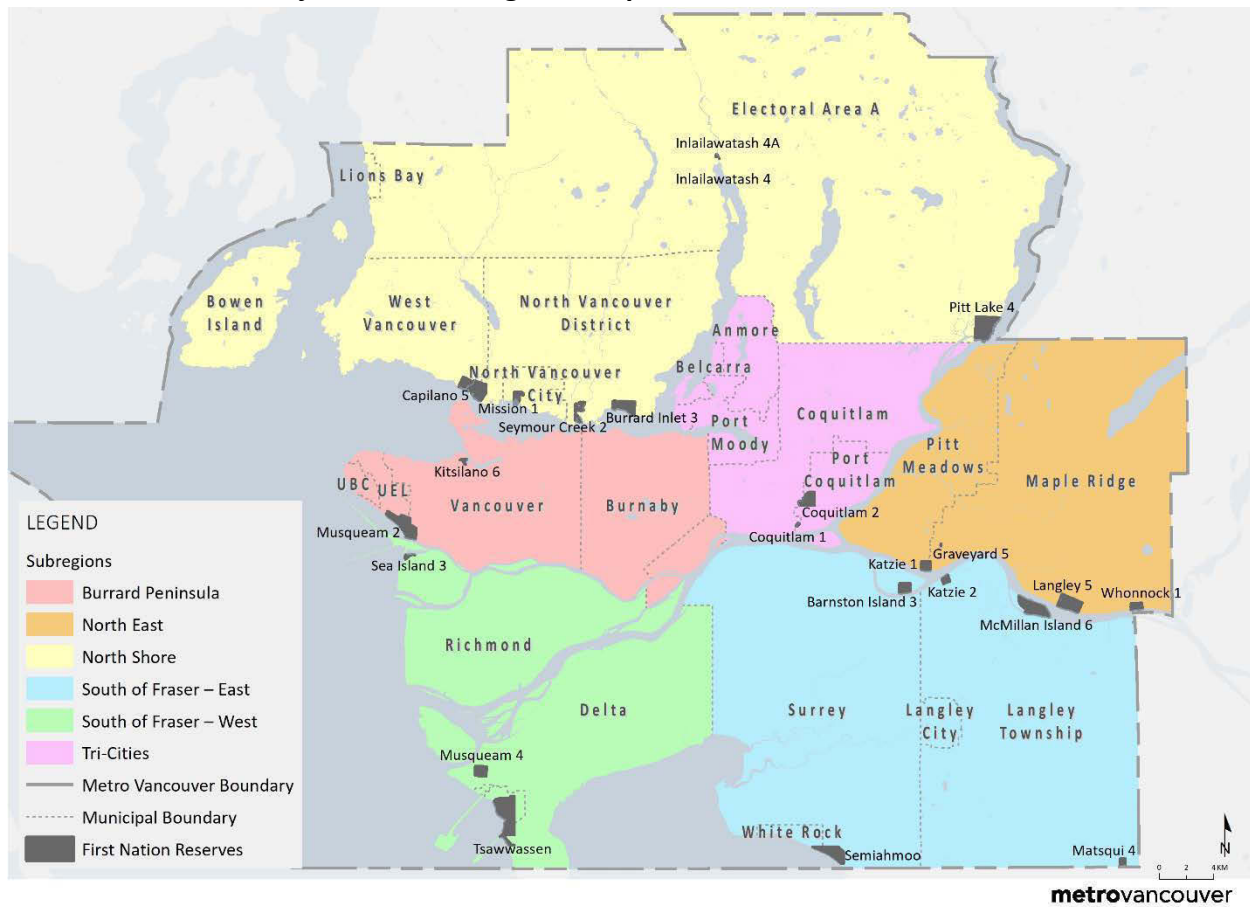 Electoral Area A
Inlailawatash 4A
Inlailawatash 4
Lions Bay
Bowen
Island
West
Vancouver
North Vancouver
District
Pitt Lake 4
Anmore
Belcarra
North Vancouver
City
Capilano 5
Mission 1
Seymour Creek 2
Burrard Inlet 3
Port
Moody
Coquitlam
Port
Coquitlam
Pitt
Meadows
Maple Ridge
Kitsilano 6
UBC
UEL
Vancouver
Burnaby
Coquitlam 2
Coquitlam 1
Musqueam 2
Sea Island 3
Graveyard 5
Katzie 1
Katzie 2
Barnston Island 3
Langley 5
Whonnock 1
McMillan Island 6
Richmond
Delta
Surrey
Langley
City
Langley
Township
Musqueam 4
Tsawwassen
White Rock
Semiahmoo
Matsqui 4
LEGEND
Subregions
Burrard Peninsula
North East
North Shore
South of Fraser – East
South of Fraser – West
Tri-Cities
Metro Vancouver Boundary
Municipal Boundary
First Nation Reserves
N
0 2 4 KM
metrovancouver